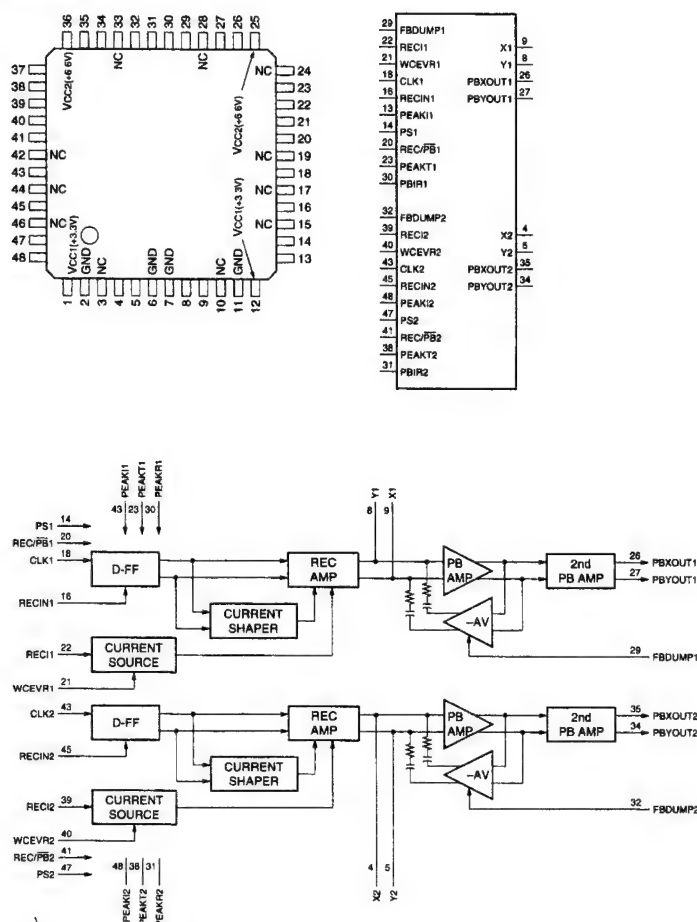 36 35 34 33 32 31 30 29 28 27 26 25
VCC2(+6 6V)
NC
NC
VCC2(+6 6V)
37
38
39
40
41
42 NC
43
44 NC
45
46 NC
47
48
NC 24
23
22
21
20
NC 19
18
NC 17
16
NC 15
14
13
VCC1(+3.3V)
GND
NC
GND
GND
NC
GND
VCC1(+3 3V)
1 2 3 4 5 6 7 8 9 10 11 12
29 FBDUMP1
22 RECI1
21 WCEVR1
18 CLK1
16 RECIN1
13 PEAKI1
14 PS1
20 REC/PB1
23 PEAKT1
30 PBIR1
X1 9
Y1 8
PBXOUT1 26
PBYOUT1 27
32 FBDUMP2
39 RECI2
40 WCEVR2
43 CLK2
45 RECIN2
48 PEAKI2
47 PS2
41 REC/PB2
38 PEAKT2
31 PBIR2
X2 4
Y2 5
PBXOUT2 35
PBYOUT2 34
PEAKI1
PEAKT1
PEAKR1
43 23 30
Y1
X1
8 9
PS1 14
REC/PB1 20
CLK1 18
D-FF
RECIN1 16
REC AMP
CURRENT SHAPER
PB AMP
–AV
2nd PB AMP
26 PBXOUT1
27 PBYOUT1
29 FBDUMP1
RECI1 22
CURRENT SOURCE
WCEVR1 21
CLK2 43
D-FF
RECIN2 45
REC AMP
CURRENT SHAPER
PB AMP
–AV
2nd PB AMP
35 PBXOUT2
34 PBYOUT2
32 FBDUMP2
RECI2 39
CURRENT SOURCE
WCEVR2 40
REC/PB2 41
PS2 47
48 38 31
PEAKI2
PEAKT2
PEAKR2
4 5
X2
Y2